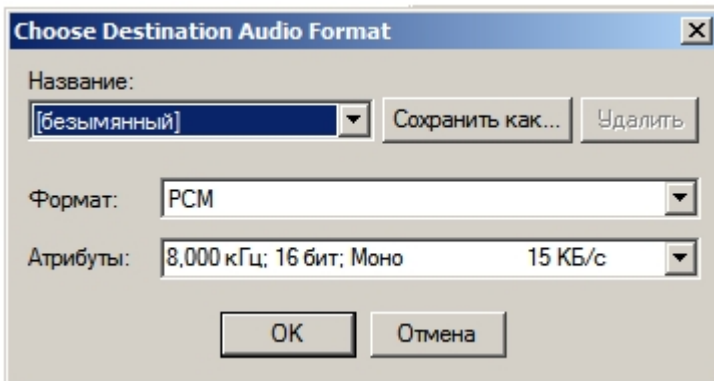 Choose Destination Audio Format
Название:
[безымянный] Сохранить как... Удалить
Формат: PCM
Атрибуты: 8,000 кГц; 16 бит; Моно 15 КБ/с
OK Отмена